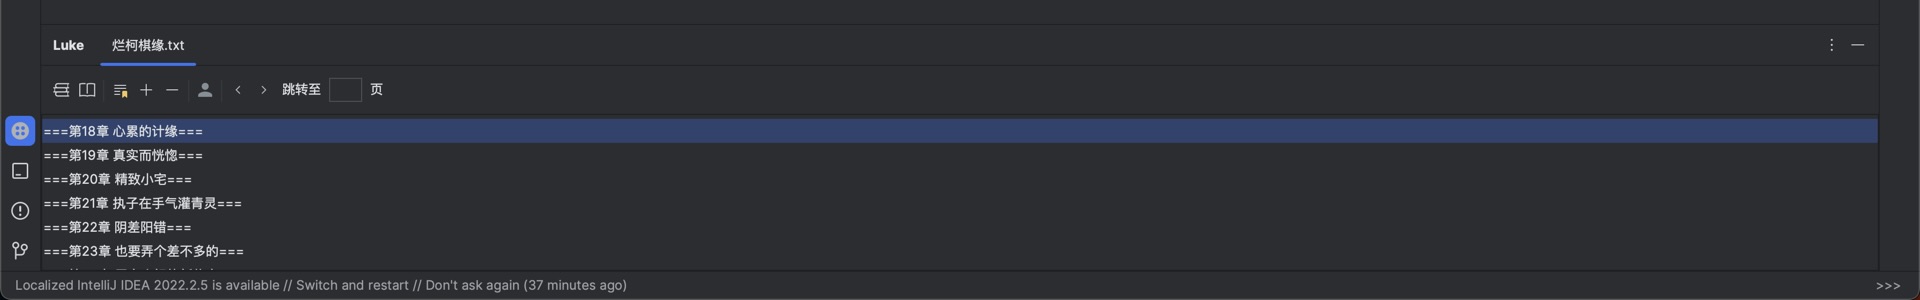 Luke 烂柯棋缘.txt
跳转至 页
===第18章 心累的计缘===
===第19章 真实而恍惚===
===第20章 精致小宅===
===第21章 执子在手气灌青灵===
===第22章 阴差阳错===
===第23章 也要弄个差不多的===
Localized IntelliJ IDEA 2022.2.5 is available // Switch and restart // Don't ask again (37 minutes ago) >>>